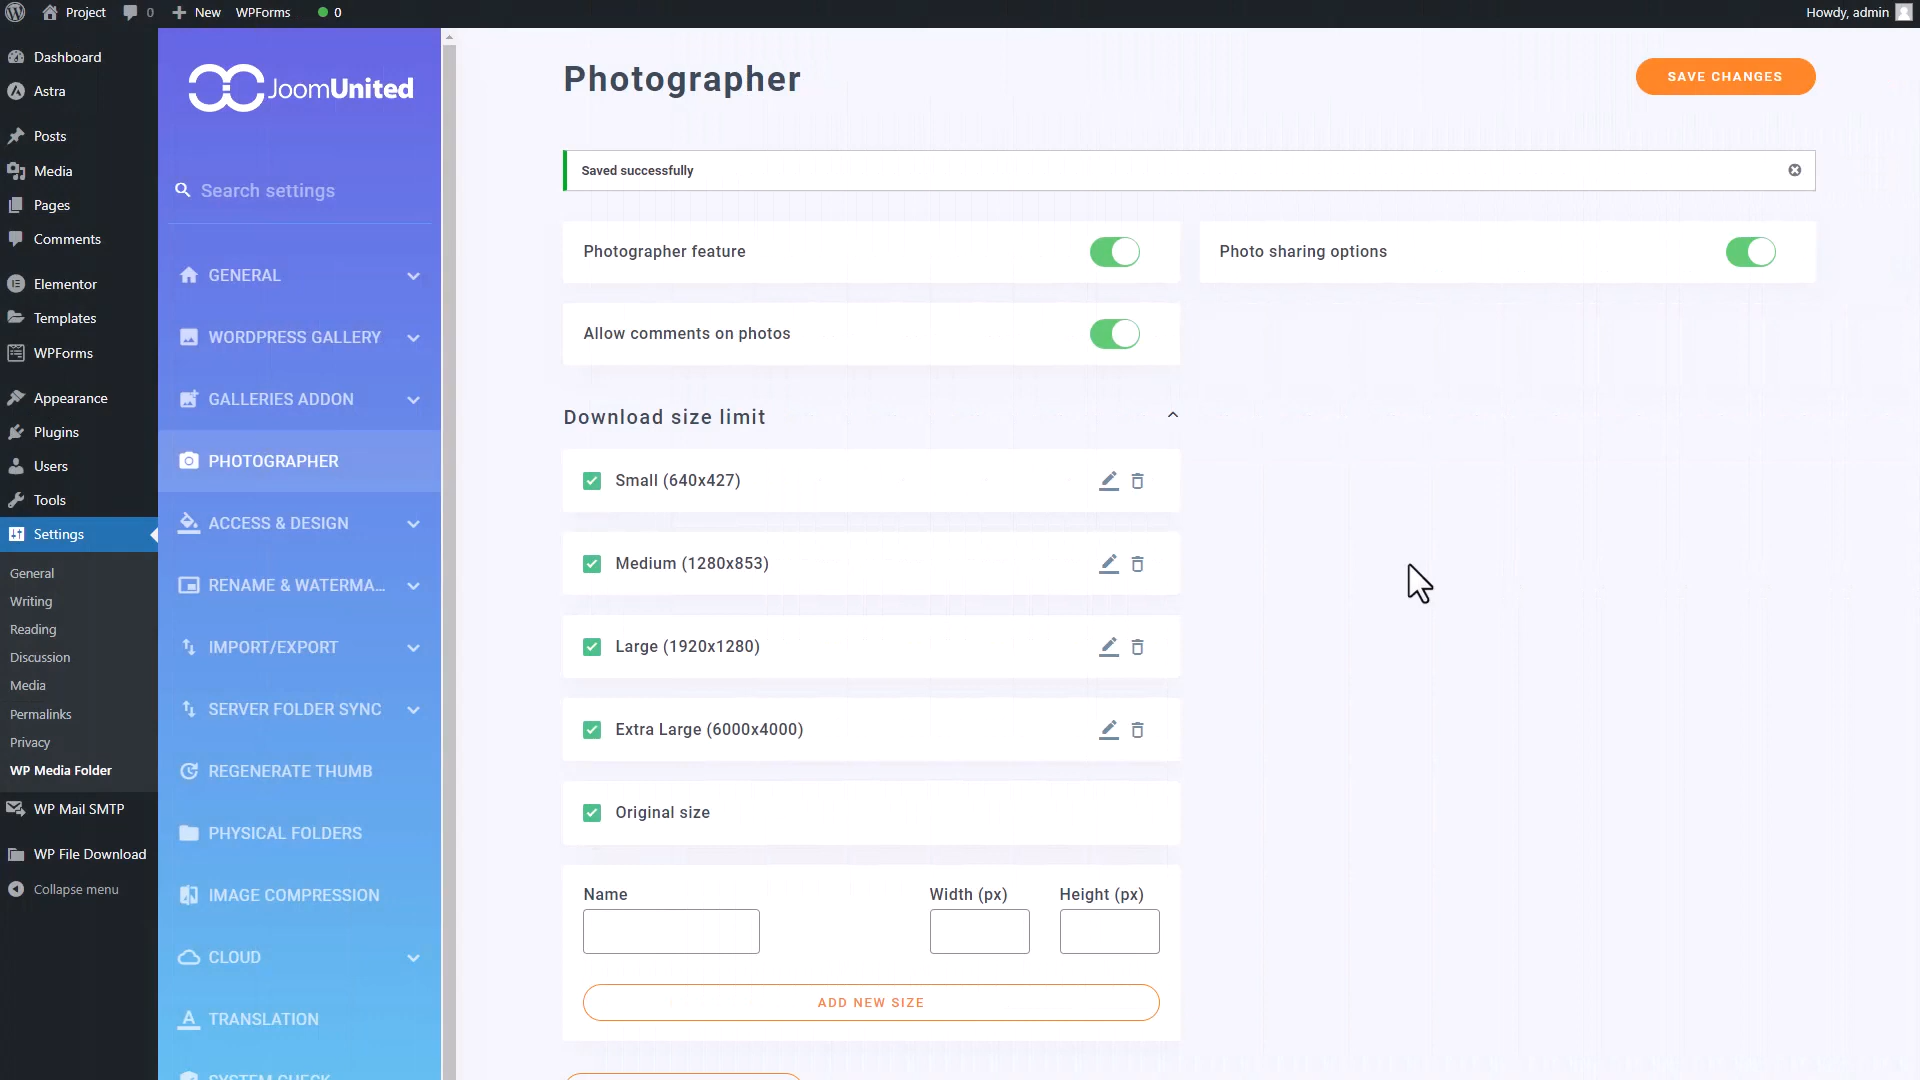 Project
0
New
WPForms
0
Howdy, admin
Dashboard
Astra
Posts
Media
Pages
Comments
Elementor
Templates
WPForms
Appearance
Plugins
Users
Tools
Settings
General
Writing
Reading
Discussion
Media
Permalinks
Privacy
WP Media Folder
WP Mail SMTP
WP File Download
Collapse menu
JoomUnited
Search settings
GENERAL
WORDPRESS GALLERY
GALLERIES ADDON
PHOTOGRAPHER
ACCESS & DESIGN
RENAME & WATERMA...
IMPORT/EXPORT
SERVER FOLDER SYNC
REGENERATE THUMB
PHYSICAL FOLDERS
IMAGE COMPRESSION
CLOUD
TRANSLATION
SYSTEM CHECK
Photographer
SAVE CHANGES
Saved successfully
Photographer feature
Photo sharing options
Allow comments on photos
Download size limit
Small (640x427)
Medium (1280x853)
Large (1920x1280)
Extra Large (6000x4000)
Original size
Name
Width (px)
Height (px)
ADD NEW SIZE